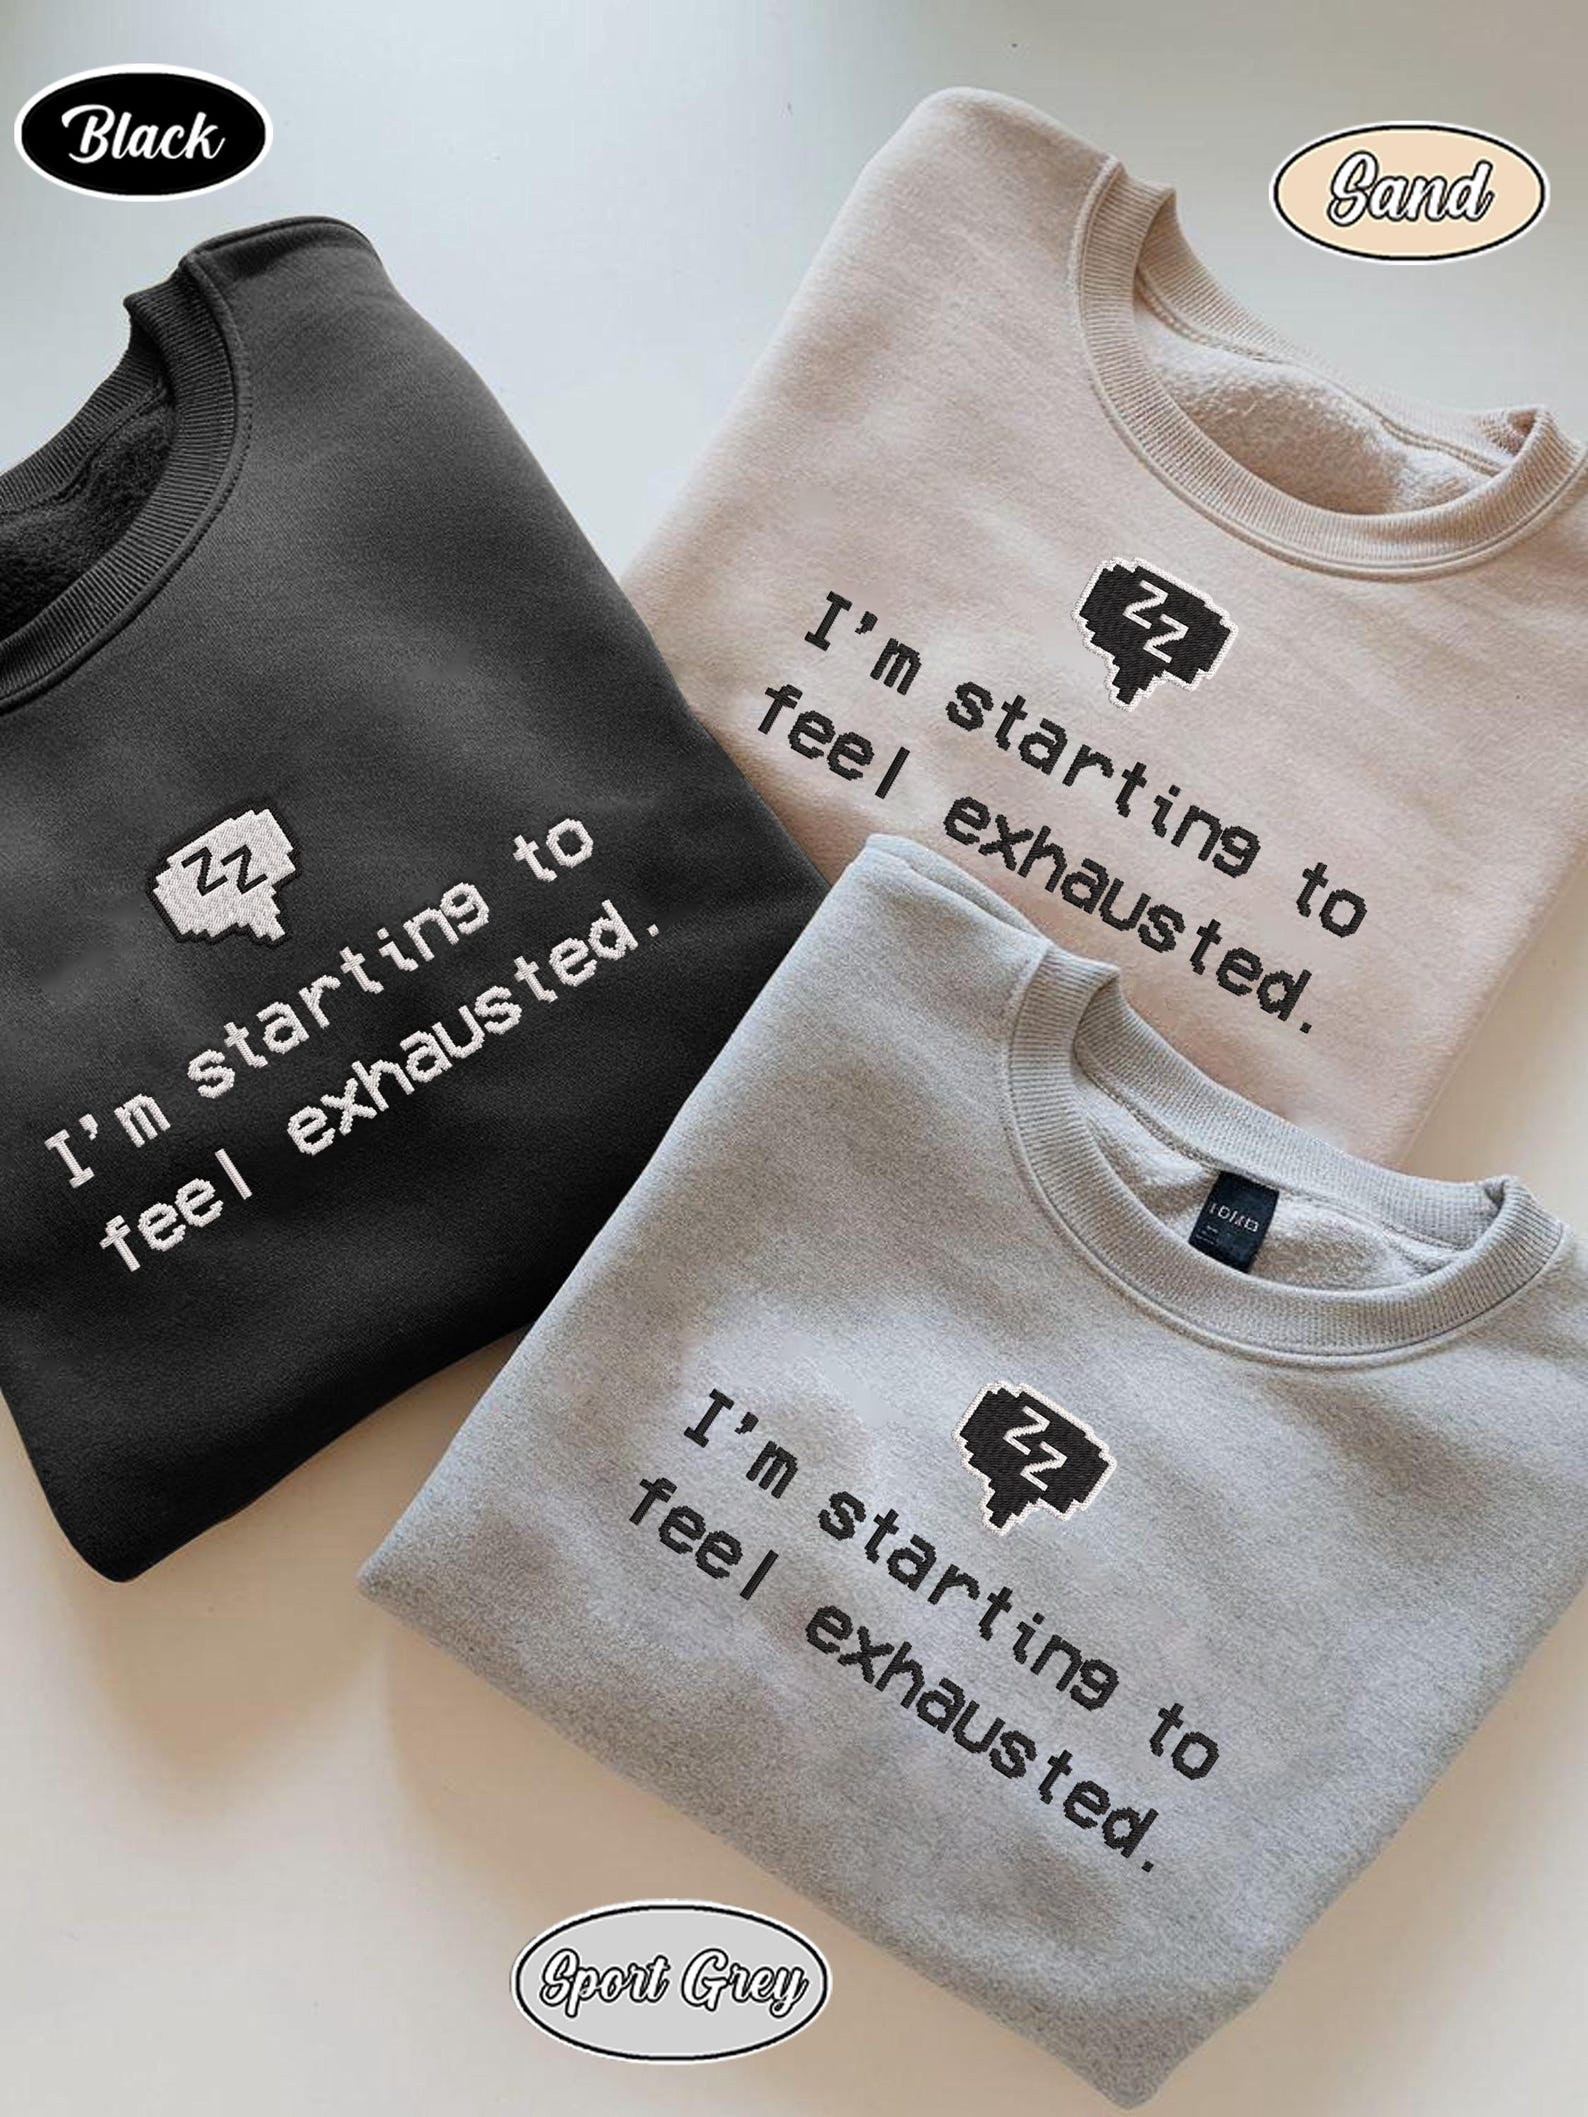 Black
Sand
ZZ
I'm starting to
feel exhausted.
ZZ
I'm starting to
feel exhausted.
ZZ
I'm starting to
feel exhausted.
Sport Grey